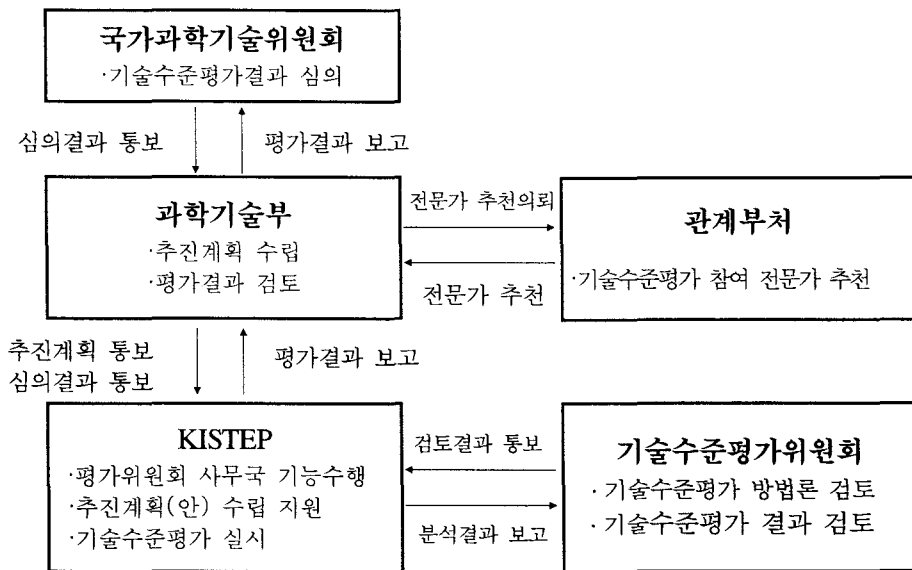 국가과학기술위원회
·기술수준평가결과 심의
심의결과 통보
평가결과 보고
과학기술부
·추진계획 수립
·평가결과 검토
전문가 추천의뢰
전문가 추천
관계부처
·기술수준평가 참여 전문가 추천
추진계획 통보
심의결과 통보
평가결과 보고
KISTEP
·평가위원회 사무국 기능수행
·추진계획(안) 수립 지원
·기술수준평가 실시
검토결과 통보
분석결과 보고
기술수준평가위원회
· 기술수준평가 방법론 검토
· 기술수준평가 결과 검토